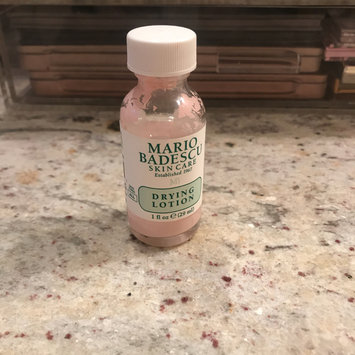 MARIO
BADESCU
SKIN CARE
Established 1967
DRYING
LOTION
1 fl oz ℮ (29 ml)